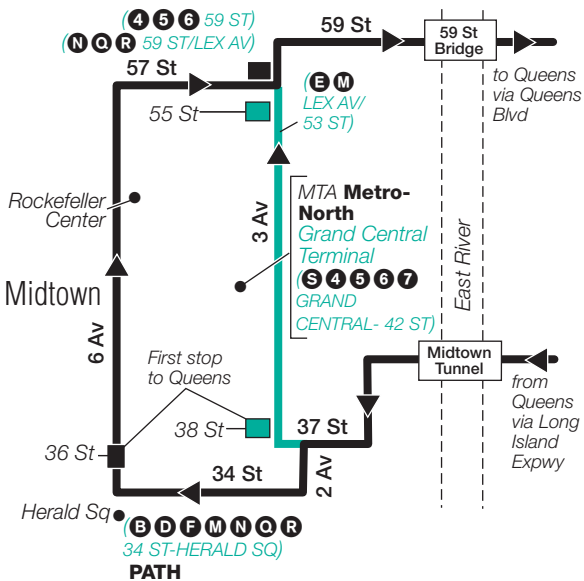 (4 5 6 59 ST)
(N Q R 59 ST/LEX AV)
59 St
59 St
Bridge
57 St
to Queens
via Queens
Blvd
(E M
LEX AV/
53 ST)
55 St
Rockefeller
Center
3 Av
MTA Metro-
North
Grand Central
Terminal
(S 4 5 6 7
GRAND
CENTRAL- 42 ST)
East River
Midtown
6 Av
First stop
to Queens
Midtown
Tunnel
from
Queens
via Long
Island
Expwy
38 St
37 St
36 St
34 St
2 Av
Herald Sq
(B D F M N Q R
34 ST-HERALD SQ)
PATH